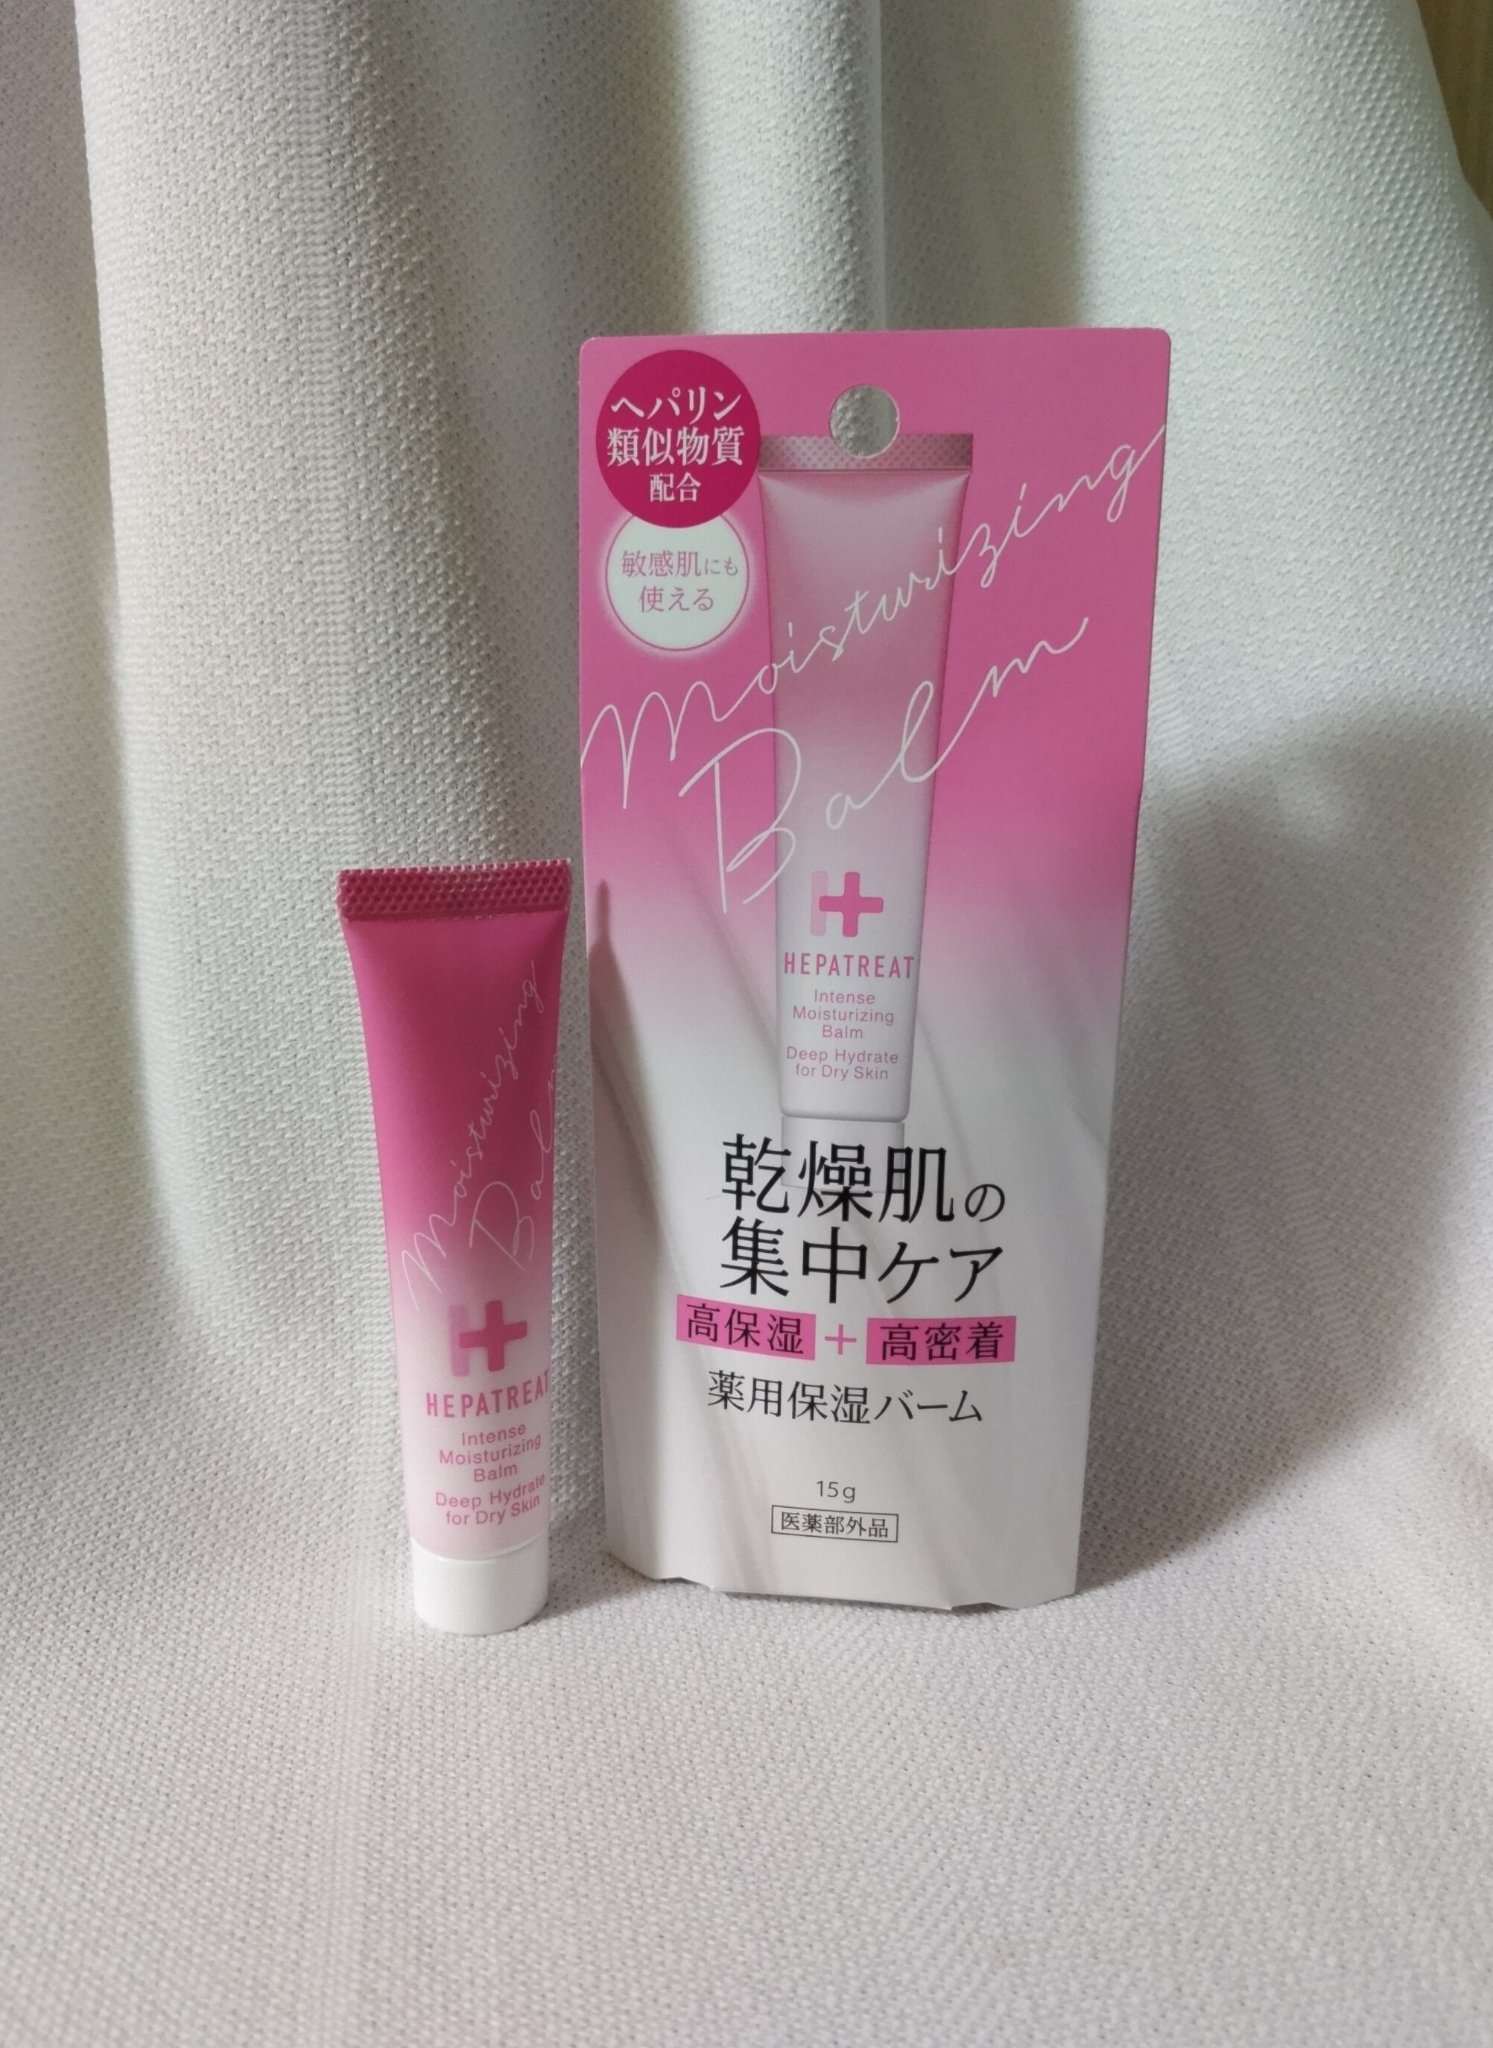 ヘパリン
類似物質
配合
敏感肌にも
使える
Moisturizing
Balm
HEPATREAT
Intense
Moisturizing
Balm
Deep Hydrate
for Dry Skin
乾燥肌の
集中ケア
高保湿+高密着
薬用保湿バーム
15g
医薬部外品
Moisturizing
Bal
HEPATREAT
Intense
Moisturizing
Balm
Deep Hydrate
for Dry Skin